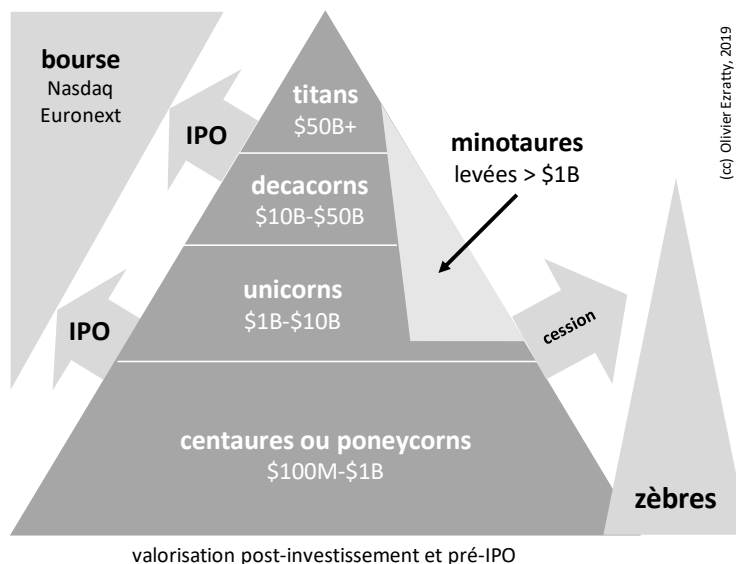 bourse
Nasdaq
Euronext
IPO
titans
$50B+
minotaures
levées > $1B
(cc) Olivier Ezratty, 2019
decacorns
$10B-$50B
unicorns
$1B-$10B
IPO
cession
centaures ou poneycorns
$100M-$1B
zèbres
valorisation post-investissement et pré-IPO